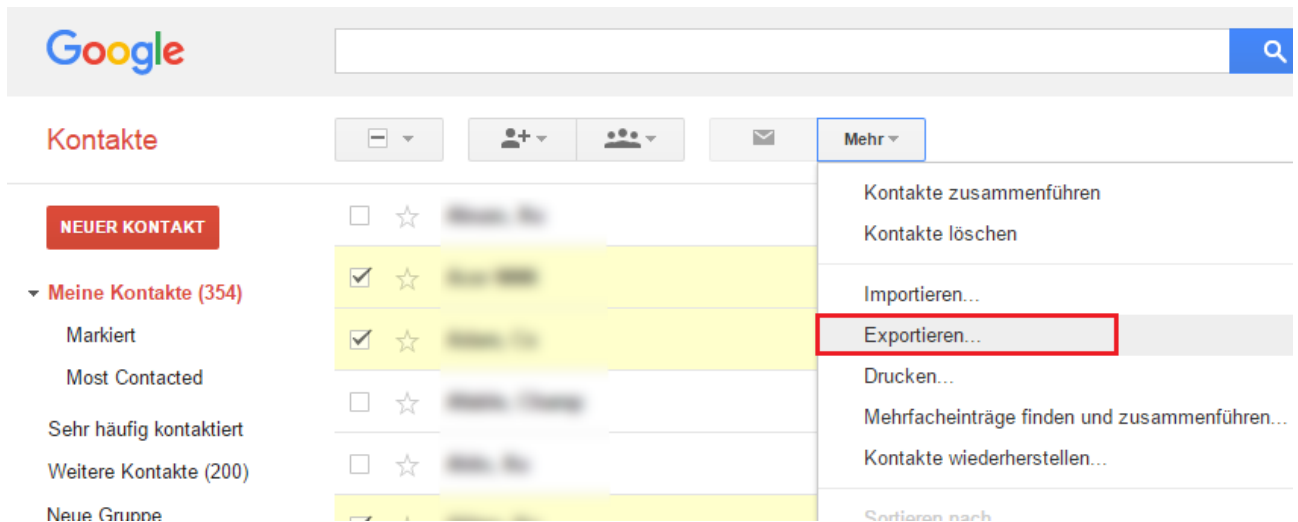 Google
Kontakte
Mehr
NEUER KONTAKT
Meine Kontakte (354)
Markiert
Most Contacted
Sehr häufig kontaktiert
Weitere Kontakte (200)
Neue Gruppe
Kontakte zusammenführen
Kontakte löschen
Importieren...
Exportieren...
Drucken...
Mehrfacheinträge finden und zusammenführen...
Kontakte wiederherstellen...
Sortieren nach